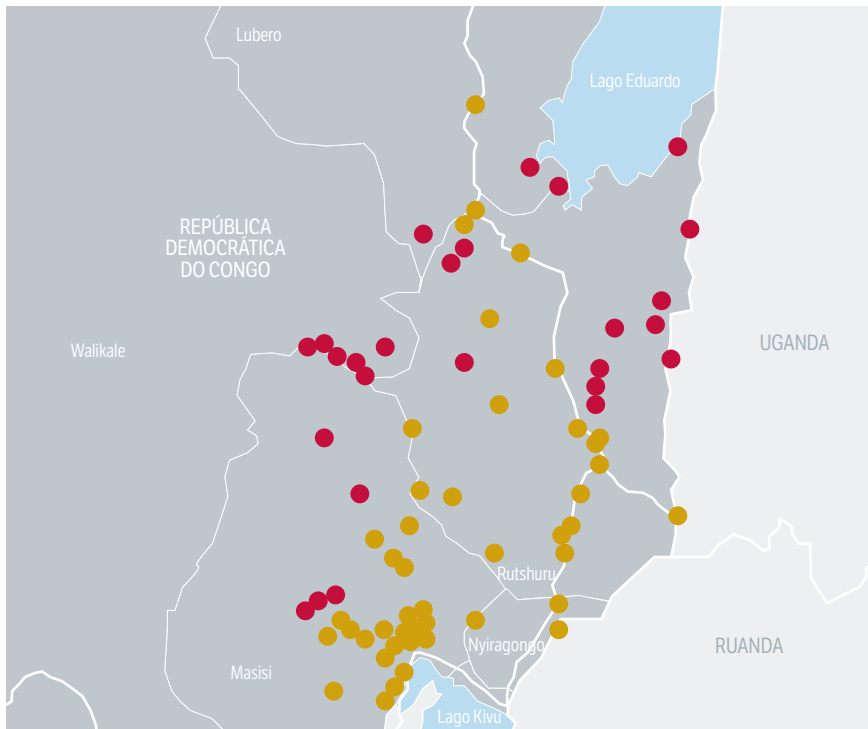 Lubero
Lago Eduardo
REPÚBLICA
DEMOCRÁTICA
DO CONGO
Walikale
UGANDA
Rutshuru
Nyiragongo
RUANDA
Masisi
Lago Kivu